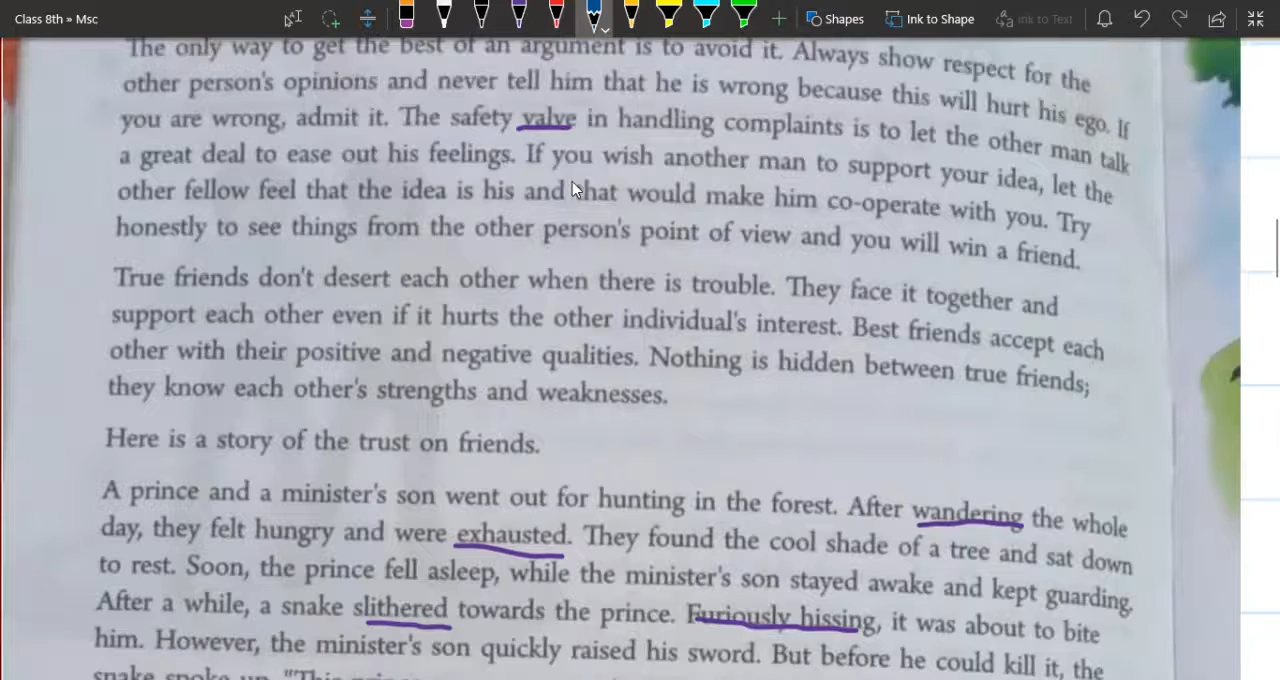 Class 8th » Msc
Shapes
Ink to Shape
Ink to Text
The only way to get the best of an argument is to avoid it. Always show respect for the
other person's opinions and never tell him that he is wrong because this will hurt his ego. If
you are wrong, admit it. The safety valve in handling complaints is to let the other man talk
a great deal to ease out his feelings. If you wish another man to support your idea, let the
other fellow feel that the idea is his and that would make him co-operate with you. Try
honestly to see things from the other person's point of view and you will win a friend.
True friends don't desert each other when there is trouble. They face it together and
support each other even if it hurts the other individual's interest. Best friends accept each
other with their positive and negative qualities. Nothing is hidden between true friends;
they know each other's strengths and weaknesses.
Here is a story of the trust on friends.
A prince and a minister's son went out for hunting in the forest. After wandering the whole
day, they felt hungry and were exhausted. They found the cool shade of a tree and sat down
to rest. Soon, the prince fell asleep, while the minister's son stayed awake and kept guarding.
After a while, a snake slithered towards the prince. Furiously hissing, it was about to bite
him. However, the minister's son quickly raised his sword. But before he could kill it, the
snake spoke up, "This